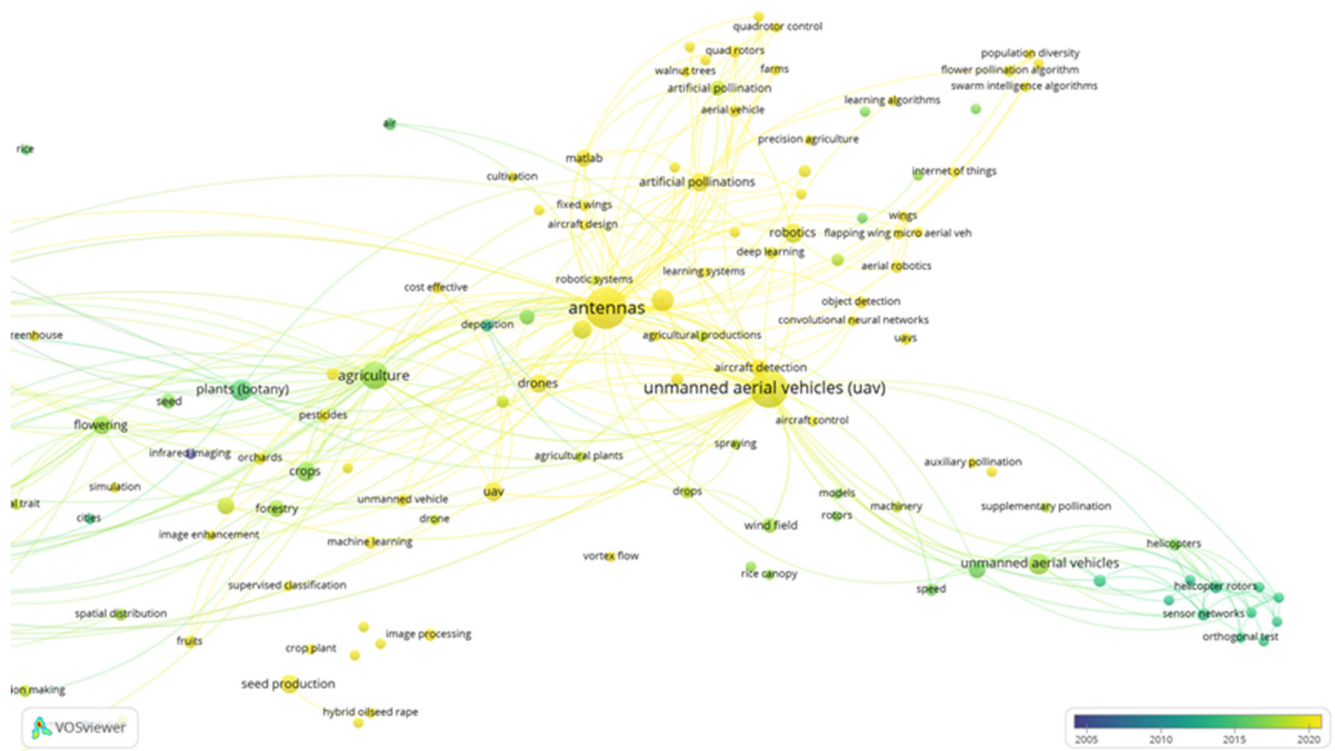 quadrotor control
quad rotors
population diversity
walnut trees
farms
flower pollination algorithm
artificial pollination
swarm intelligence algorithms
learning algorithms
aerial vehicle
air
precision agriculture
rice
matlab
internet of things
cultivation
artificial pollinations
fixed wings
wings
aircraft design
robotics
flapping wing micro aerial veh
deep learning
aerial robotics
learning systems
robotic systems
cost effective
object detection
antennas
convolutional neural networks
deposition
reenhouse
agricultural productions
uavs
aircraft detection
agriculture
drones
plants (botany)
unmanned aerial vehicles (uav)
seed
pesticides
aircraft control
flowering
spraying
infrared imaging
orchards
agricultural plants
auxiliary pollination
crops
simulation
uav
drops
models
al trait
unmanned vehicle
machinery
supplementary pollination
forestry
rotors
cities
drone
wind field
image enhancement
machine learning
helicopters
vortex flow
unmanned aerial vehicles
rice canopy
supervised classification
speed
helicopter rotors
spatial distribution
sensor networks
fruits
image processing
orthogonal test
crop plant
seed production
ion making
hybrid oilseed rape
VOSviewer
2005 2010 2015 2020